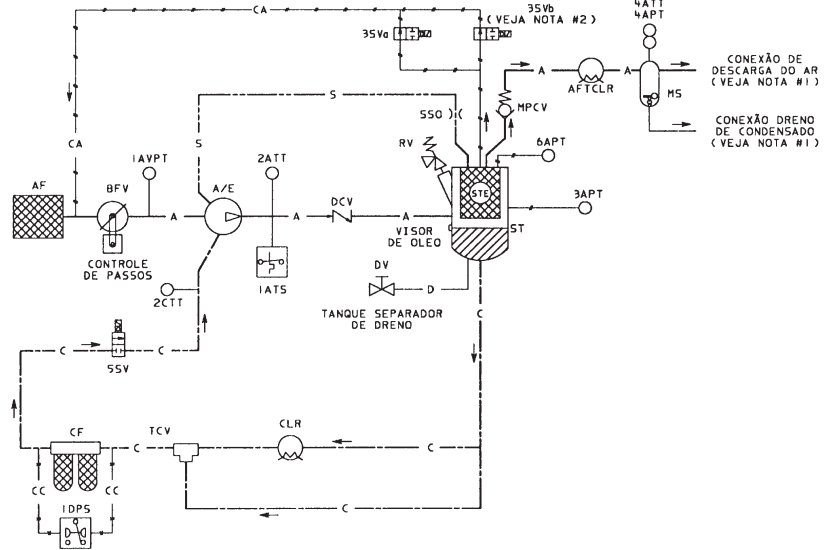 4ATT
4APT
CA
3SVb
(VEJA NOTA #2)
3SVa
CONEXÃO DE
DESCARGA DO AR
(VEJA NOTA #1)
A
A
AFTCLR
MS
S
SSO
MPCV
CONEXÃO DRENO
DE CONDENSADO
(VEJA NOTA #1)
CA
S
RV
6APT
1AVPT
2ATT
AF
BFV
A/E
STE
3APT
DCV
A
A
A
VISOR
DE OLEO
ST
CONTROLE
DE PASSOS
1ATS
DV
2CTT
D
TANQUE SEPARADOR
DE DRENO
C
C
C
5SV
CF
TCV
CLR
C
C
CC
CC
1DPS
C